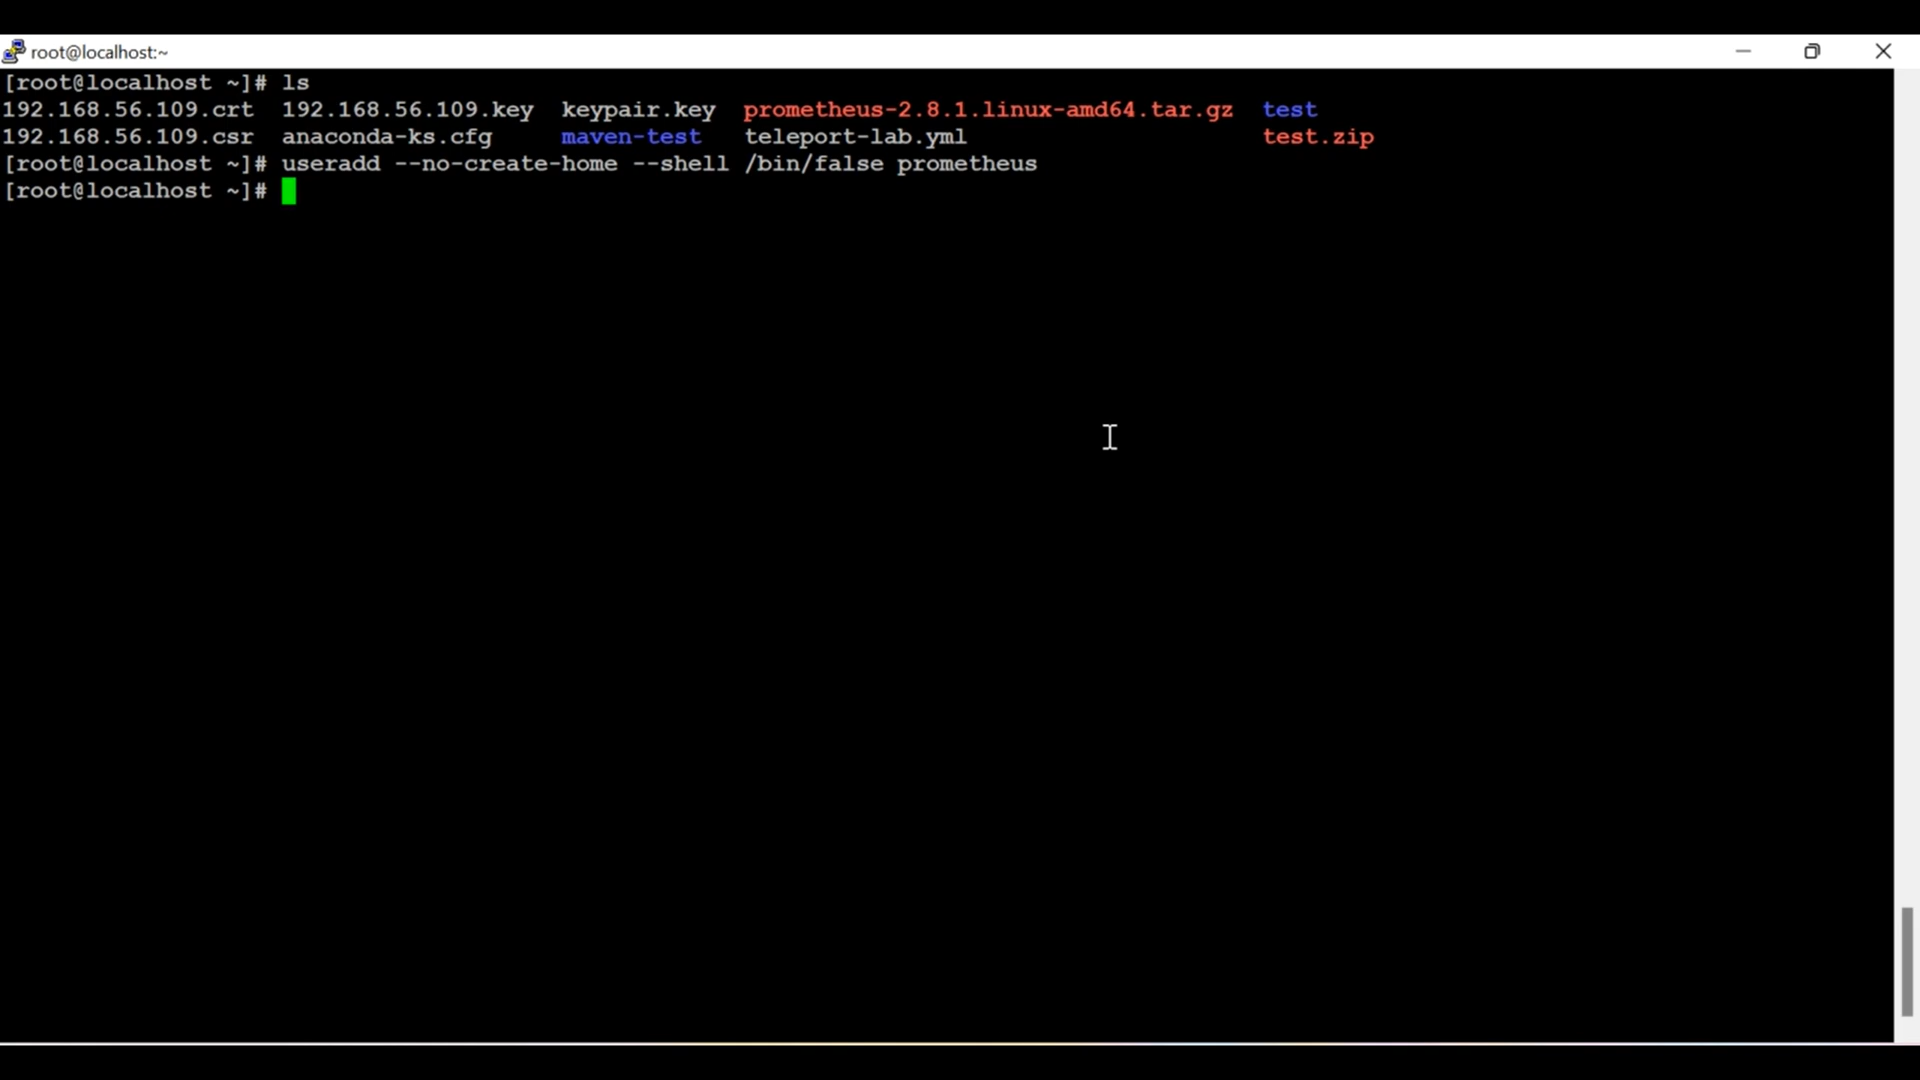 root@localhost:~
[root@localhost ~]# ls
192.168.56.109.crt  192.168.56.109.key  keypair.key  prometheus-2.8.1.linux-amd64.tar.gz  test
192.168.56.109.csr  anaconda-ks.cfg     maven-test   teleport-lab.yml                     test.zip
[root@localhost ~]# useradd --no-create-home --shell /bin/false prometheus
[root@localhost ~]#